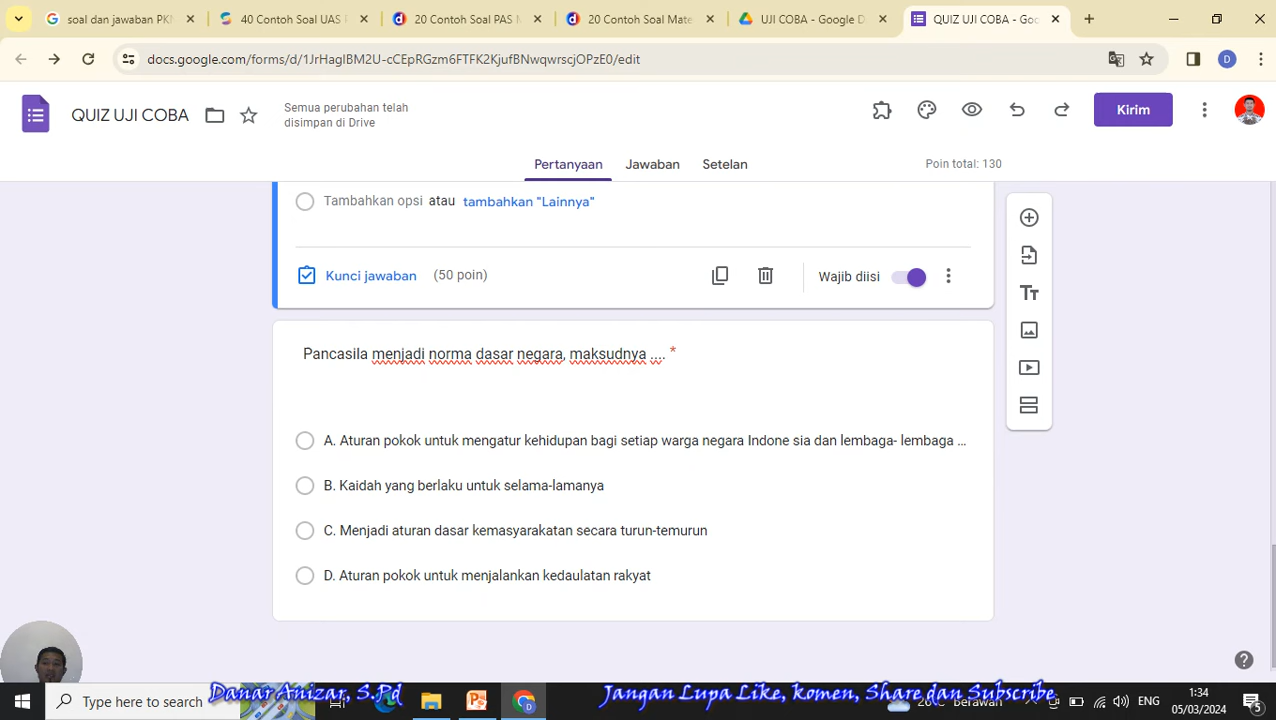 soal dan jawaban PKN
40 Contoh Soal UAS P
20 Contoh Soal PAS M
20 Contoh Soal Mate
UJI COBA - Google D
QUIZ UJI COBA - Goo
docs.google.com/forms/d/1JrHagIBM2U-cCEpRGzm6FTFK2KjufBNwqwrscjOPzE0/edit
D
QUIZ UJI COBA
Semua perubahan telah
disimpan di Drive
Kirim
Pertanyaan Jawaban Setelan
Poin total: 130
Tambahkan opsi atau tambahkan "Lainnya"
Kunci jawaban (50 poin)
Wajib diisi
Pancasila menjadi norma dasar negara, maksudnya .... *
A. Aturan pokok untuk mengatur kehidupan bagi setiap warga negara Indone sia dan lembaga- lembaga ...
B. Kaidah yang berlaku untuk selama-lamanya
C. Menjadi aturan dasar kemasyarakatan secara turun-temurun
D. Aturan pokok untuk menjalankan kedaulatan rakyat
Type here to search
Danar Anizar, S.Pd
Jangan Lupa Like, komen, Share dan Subscribe
Berawan
ENG
1:34
05/03/2024
5